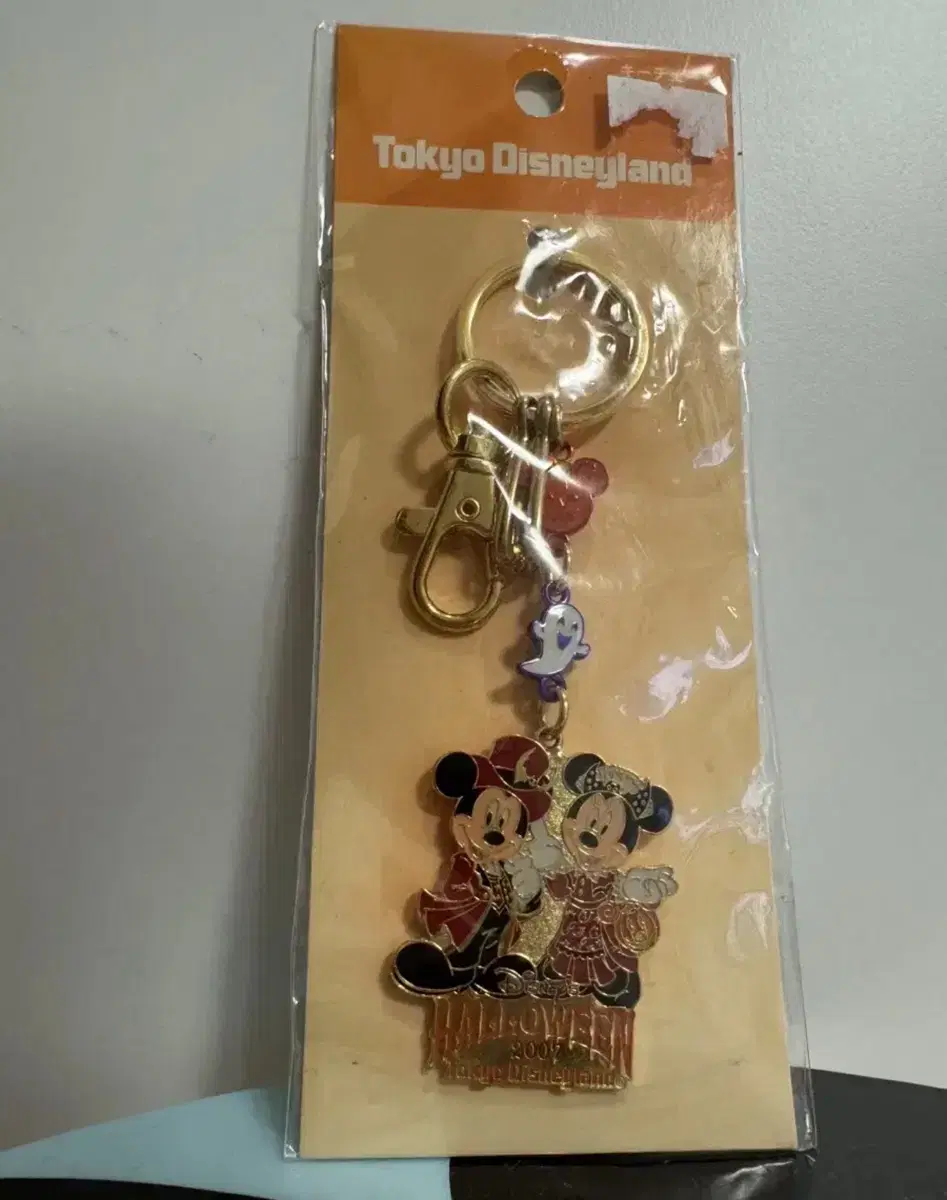 Tokyo Disneyland
Disney's
HALLOWEEN
2007
Tokyo Disneyland